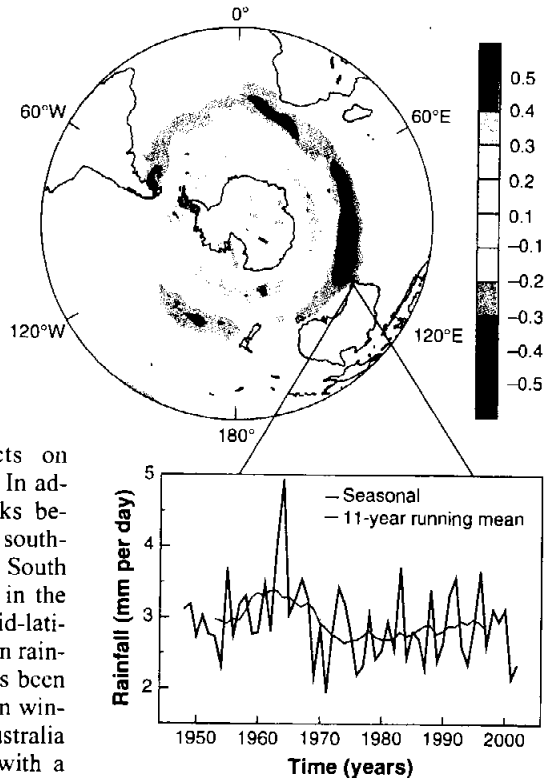 0°
60°W
60°E
120°W
120°E
180°
0.5
0.4
0.3
0.2
0.1
−0.1
−0.2
−0.3
−0.4
−0.5
cts on
In ad-
ks be-
south-
South
in the
id-lati-
n rain-
s been
n win-
ustralia
with a
Rainfall (mm per day)
5
4
3
2
Seasonal
11-year running mean
1950
1960
1970
1980
1990
2000
Time (years)